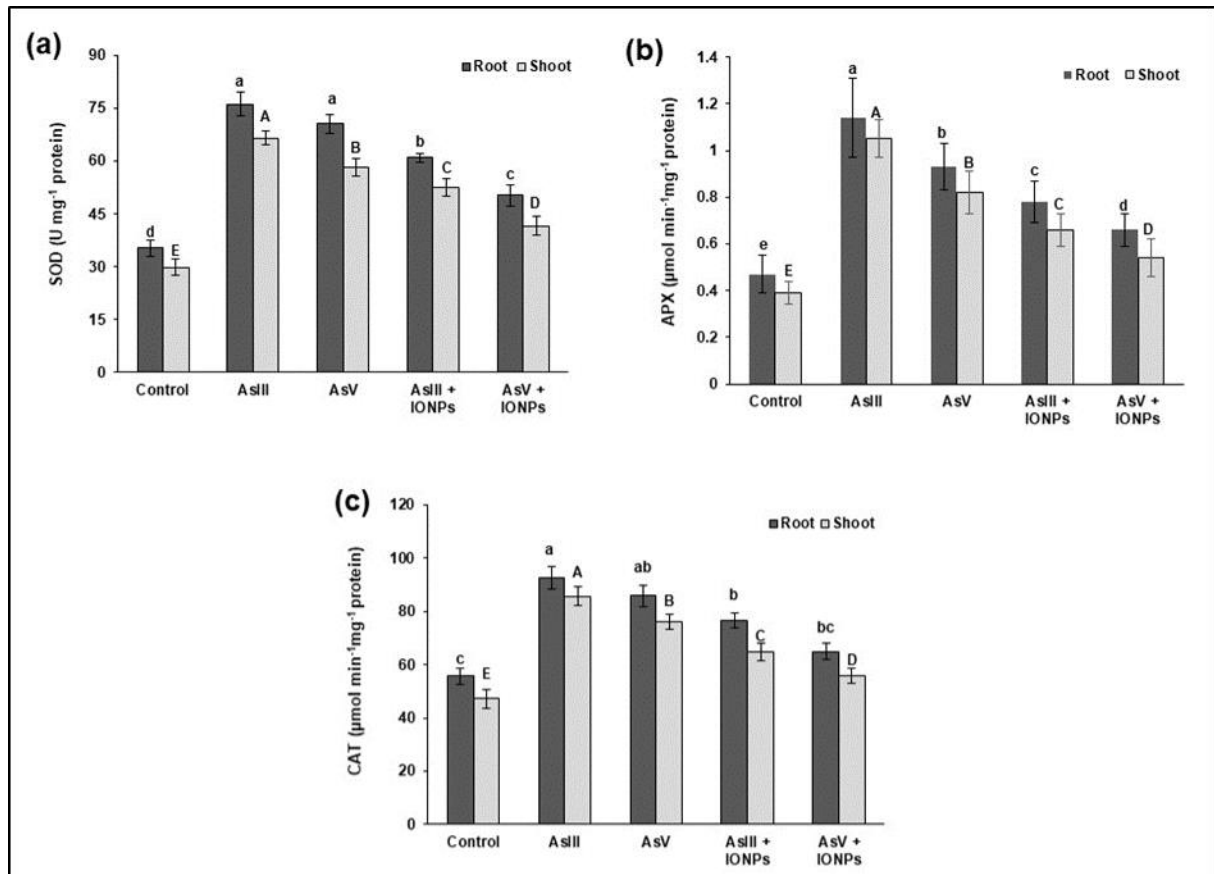 (a)
Root Shoot
SOD (U mg⁻¹ protein)
90
75
60
45
30
15
0
d E a A a B b C c D
Control AsIII AsV AsIII + IONPs AsV + IONPs
(b)
Root Shoot
APX (µmol min⁻¹mg⁻¹ protein)
1.4
1.2
1
0.8
0.6
0.4
0.2
0
e E a A b B c C d D
Control AsIII AsV AsIII + IONPs AsV + IONPs
(c)
Root Shoot
CAT (µmol min⁻¹mg⁻¹ protein)
120
100
80
60
40
20
0
c E a A ab B b C bc D
Control AsIII AsV AsIII + IONPs AsV + IONPs